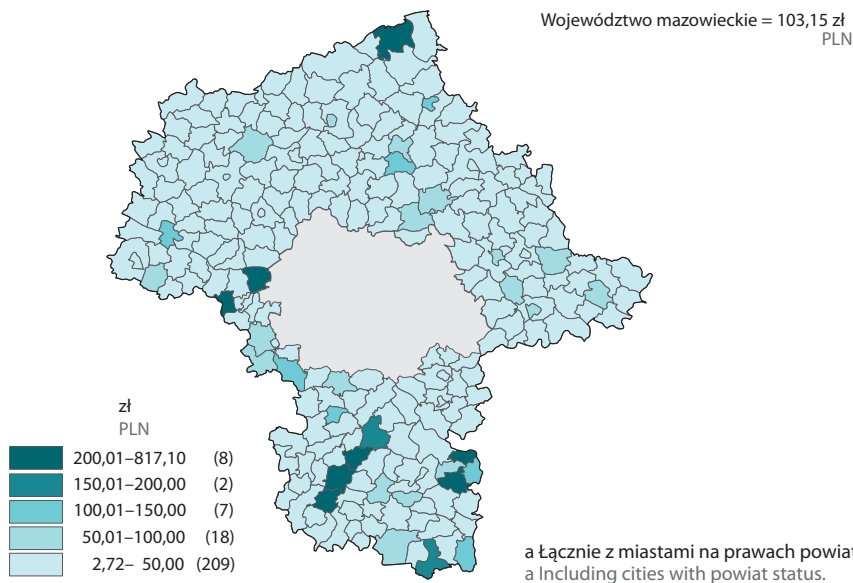 Województwo mazowieckie = 103,15 zł
PLN
zł
PLN
200,01–817,10 (8)
150,01–200,00 (2)
100,01–150,00 (7)
50,01–100,00 (18)
2,72– 50,00 (209)
a Łącznie z miastami na prawach powiat
a Including cities with powiat status.